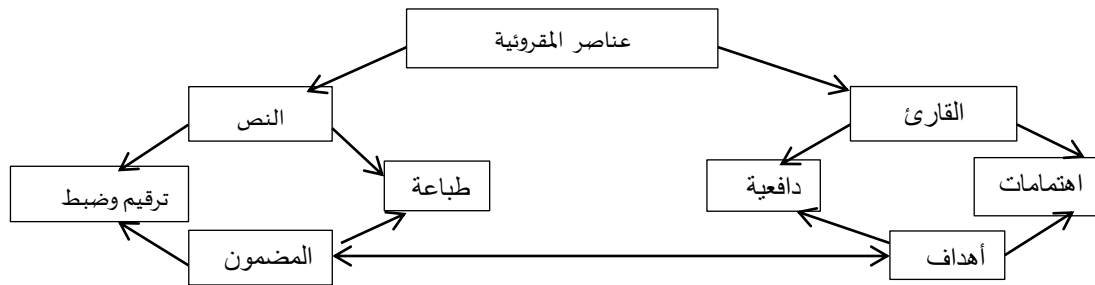 عناصر المقروئية
القارئ
النص
اهتمامات
دافعية
طباعة
ترقيم وضبط
أهداف
المضمون